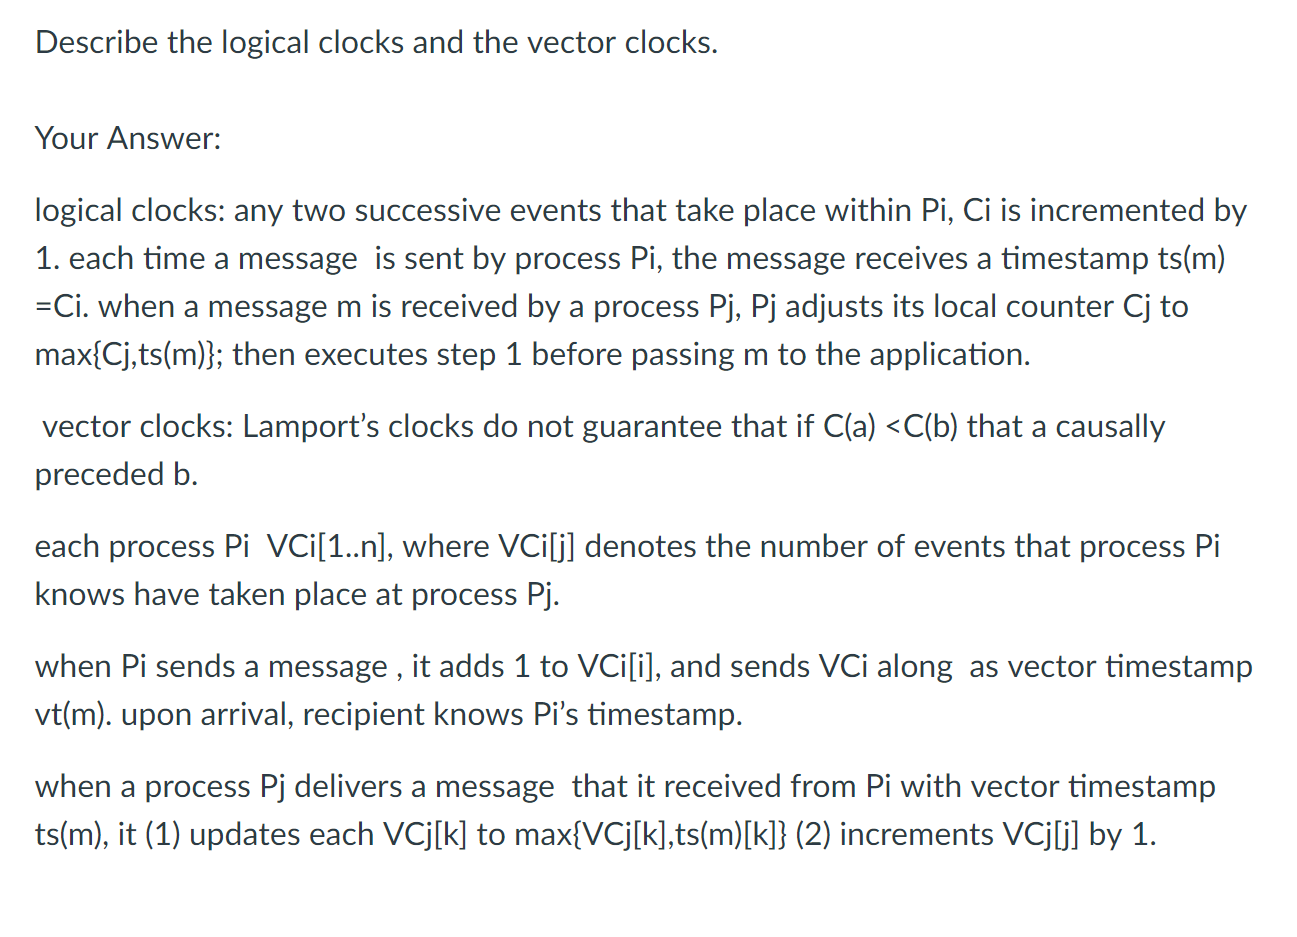 Describe the logical clocks and the vector clocks.
Your Answer:
logical clocks: any two successive events that take place within Pi, Ci is incremented by
1. each time a message  is sent by process Pi, the message receives a timestamp ts(m)
=Ci. when a message m is received by a process Pj, Pj adjusts its local counter Cj to
max{Cj,ts(m)}; then executes step 1 before passing m to the application.
vector clocks: Lamport’s clocks do not guarantee that if C(a) <C(b) that a causally
preceded b.
each process Pi  VCi[1..n], where VCi[j] denotes the number of events that process Pi
knows have taken place at process Pj.
when Pi sends a message , it adds 1 to VCi[i], and sends VCi along  as vector timestamp
vt(m). upon arrival, recipient knows Pi’s timestamp.
when a process Pj delivers a message  that it received from Pi with vector timestamp
ts(m), it (1) updates each VCj[k] to max{VCj[k],ts(m)[k]} (2) increments VCj[j] by 1.